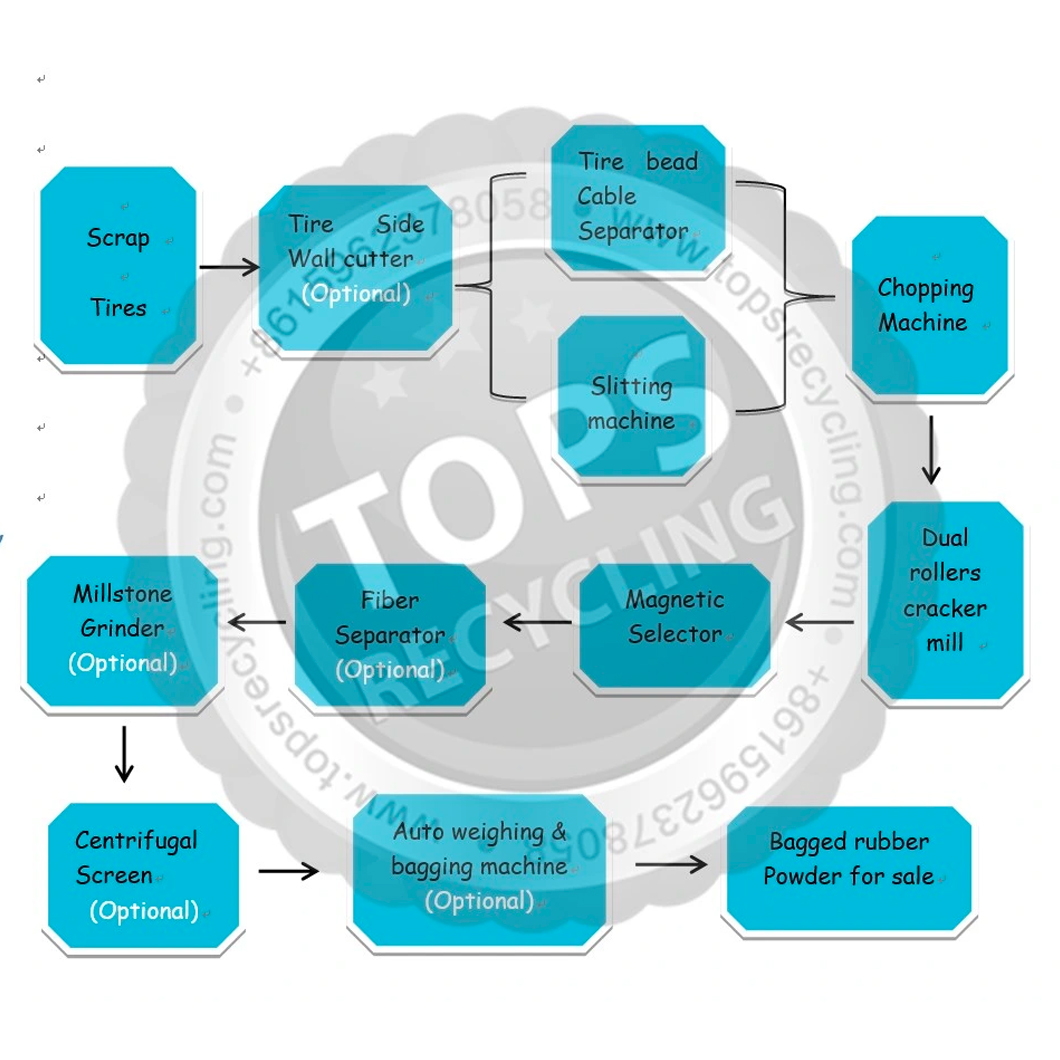 Scrap
Tires
Tire Side
Wall cutter
(Optional)
Tire bead
Cable
Separator
Slitting
machine
Chopping
Machine
Dual
rollers
cracker
mill
Magnetic
Selector
Fiber
Separator
(Optional)
Millstone
Grinder
(Optional)
Centrifugal
Screen
(Optional)
Auto weighing &
bagging machine
(Optional)
Bagged rubber
Powder for sale
TOPS
RECYCLING
+8615962378058 • www.topsrecycling.com •
+8615962378058 • www.topsrecycling.com •